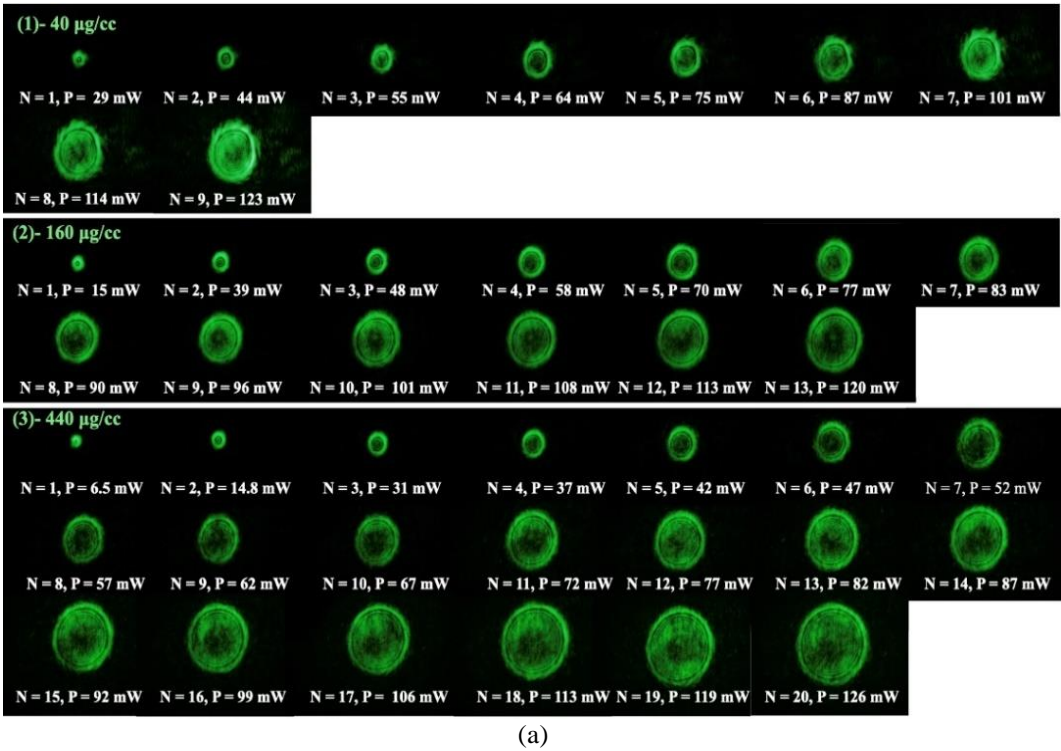 (1)- 40 µg/cc
N = 1, P = 29 mW N = 2, P = 44 mW N = 3, P = 55 mW N = 4, P = 64 mW N = 5, P = 75 mW N = 6, P = 87 mW N = 7, P = 101 mW
N = 8, P = 114 mW N = 9, P = 123 mW
(2)- 160 µg/cc
N = 1, P = 15 mW N = 2, P = 39 mW N = 3, P = 48 mW N = 4, P = 58 mW N = 5, P = 70 mW N = 6, P = 77 mW N = 7, P = 83 mW
N = 8, P = 90 mW N = 9, P = 96 mW N = 10, P = 101 mW N = 11, P = 108 mW N = 12, P = 113 mW N = 13, P = 120 mW
(3)- 440 µg/cc
N = 1, P = 6.5 mW N = 2, P = 14.8 mW N = 3, P = 31 mW N = 4, P = 37 mW N = 5, P = 42 mW N = 6, P = 47 mW N = 7, P = 52 mW
N = 8, P = 57 mW N = 9, P = 62 mW N = 10, P = 67 mW N = 11, P = 72 mW N = 12, P = 77 mW N = 13, P = 82 mW N = 14, P = 87 mW
N = 15, P = 92 mW N = 16, P = 99 mW N = 17, P = 106 mW N = 18, P = 113 mW N = 19, P = 119 mW N = 20, P = 126 mW
(a)